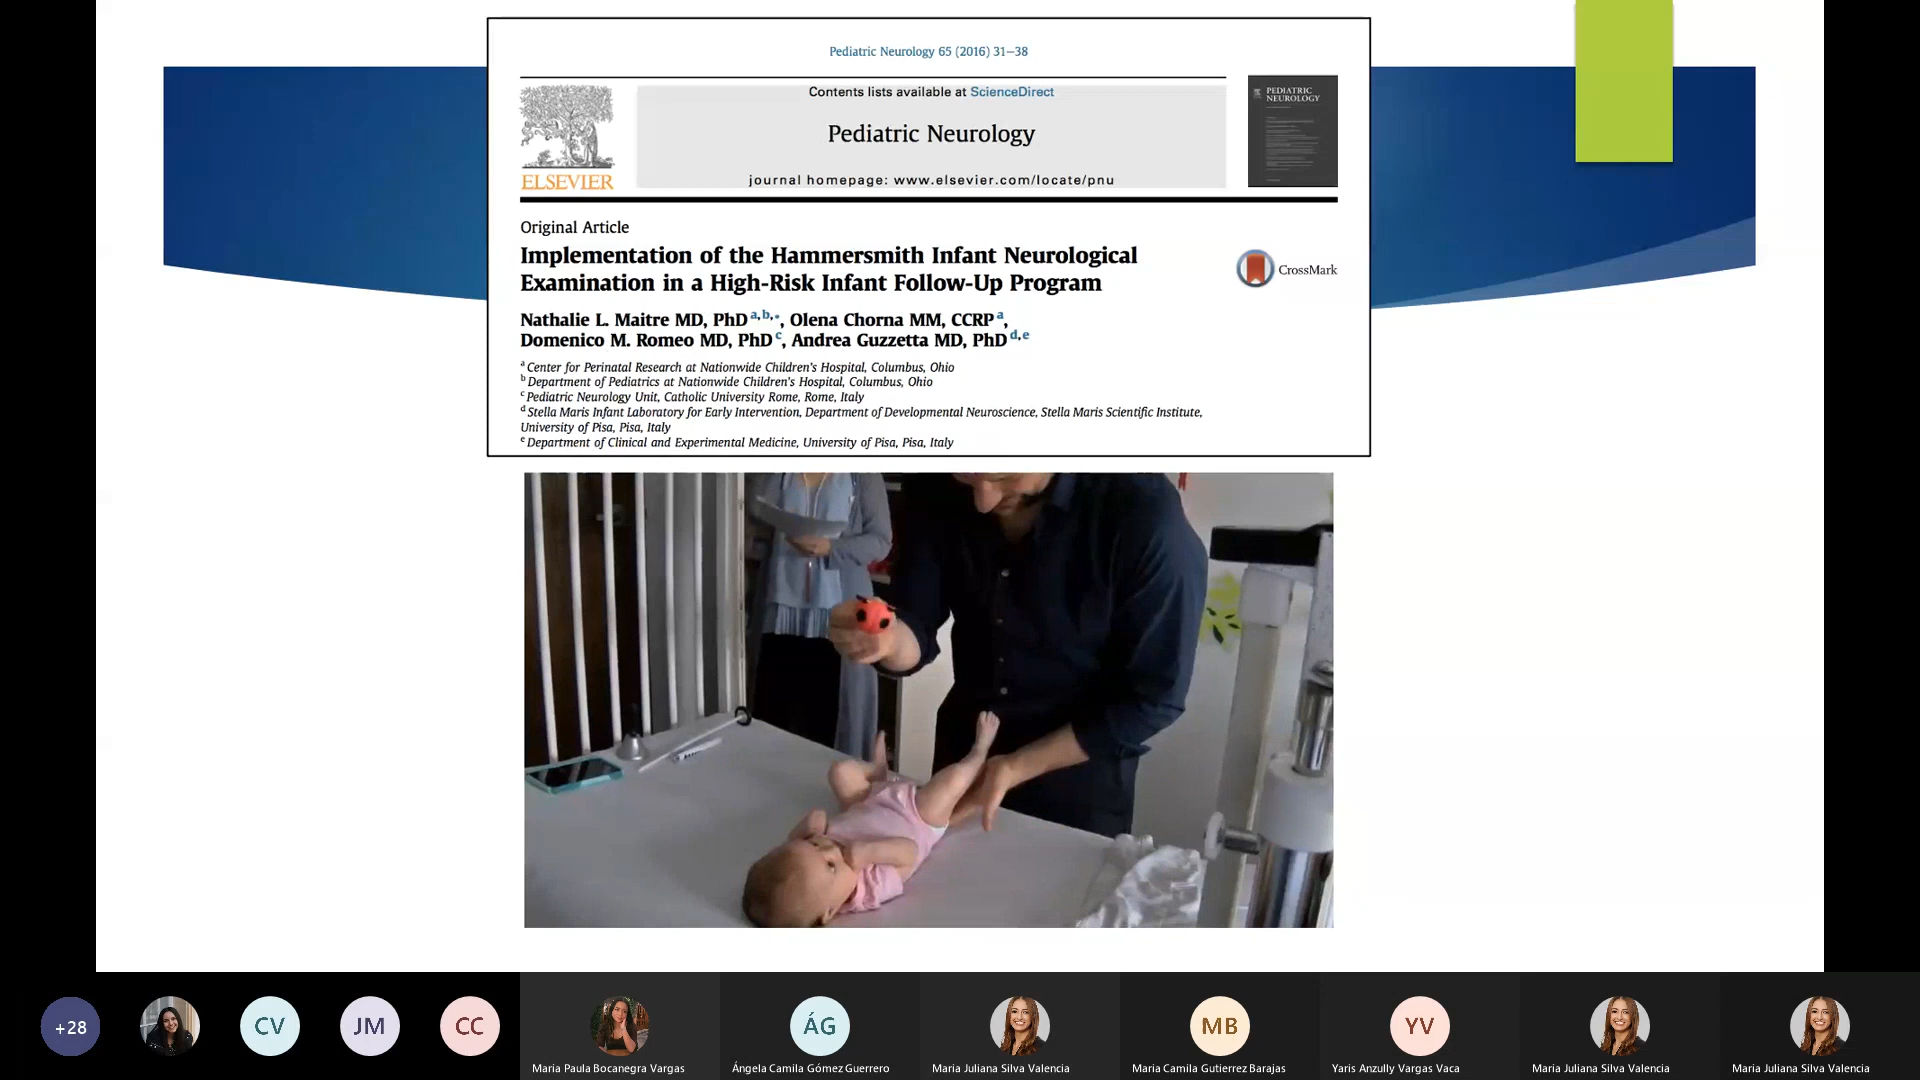 Pediatric Neurology 65 (2016) 31–38
Contents lists available at ScienceDirect
Pediatric Neurology
journal homepage: www.elsevier.com/locate/pnu
ELSEVIER
PEDIATRIC
NEUROLOGY
Original Article
Implementation of the Hammersmith Infant Neurological
Examination in a High-Risk Infant Follow-Up Program
CrossMark
Nathalie L. Maitre MD, PhD a,b,*, Olena Chorna MM, CCRP a,
Domenico M. Romeo MD, PhD c, Andrea Guzzetta MD, PhD d,e
a Center for Perinatal Research at Nationwide Children's Hospital, Columbus, Ohio
b Department of Pediatrics at Nationwide Children's Hospital, Columbus, Ohio
c Pediatric Neurology Unit, Catholic University Rome, Rome, Italy
d Stella Maris Infant Laboratory for Early Intervention, Department of Developmental Neuroscience, Stella Maris Scientific Institute,
University of Pisa, Pisa, Italy
e Department of Clinical and Experimental Medicine, University of Pisa, Pisa, Italy
+28
CV
JM
CC
ÁG
MB
YV
Maria Paula Bocanegra Vargas
Ángela Camila Gómez Guerrero
Maria Juliana Silva Valencia
Maria Camila Gutierrez Barajas
Yaris Anzully Vargas Vaca
Maria Juliana Silva Valencia
Maria Juliana Silva Valencia